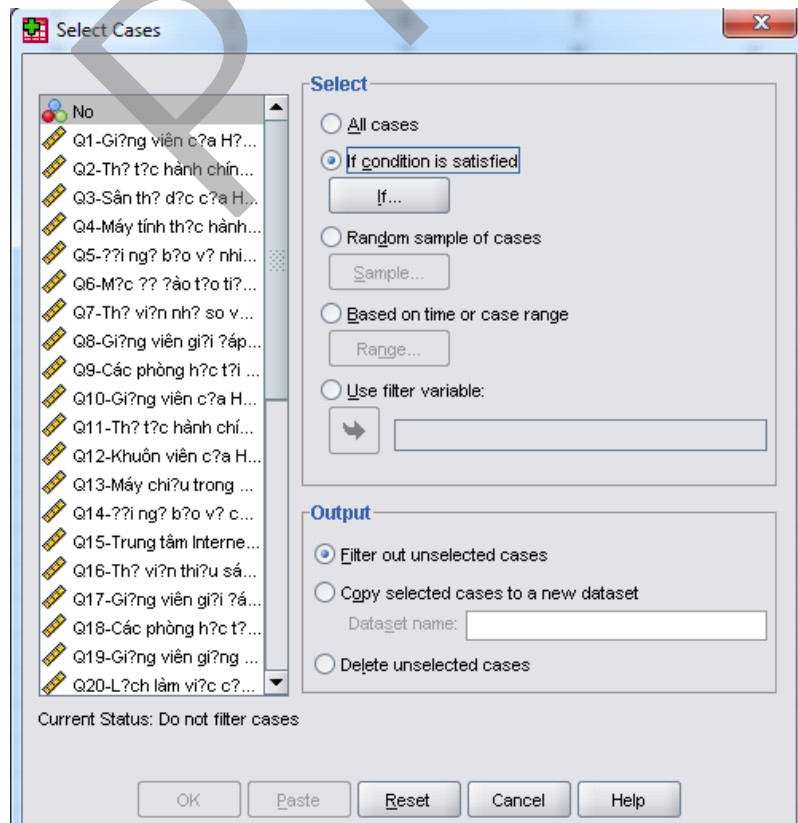 Select Cases
No
Q1-Gi?ng viên c?a H?...
Q2-Th? t?c hành chín...
Q3-Sân th? d?c c?a H...
Q4-Máy tính th?c hành...
Q5-??i ng? b?o v? nhi...
Q6-M?c ?? ?ào t?o ti?...
Q7-Th? vi?n nh? so v...
Q8-Gi?ng viên gi?i ?áp...
Q9-Các phòng h?c t?i ...
Q10-Gi?ng viên c?a H...
Q11-Th? t?c hành chí...
Q12-Khuôn viên c?a H...
Q13-Máy chi?u trong ...
Q14-??i ng? b?o v? c...
Q15-Trung tâm Interne...
Q16-Th? vi?n thi?u sá...
Q17-Gi?ng viên gi?i ?á...
Q18-Các phòng h?c t?...
Q19-Gi?ng viên gi?ng ...
Q20-L?ch làm vi?c c?...
Select
All cases
If condition is satisfied
If...
Random sample of cases
Sample...
Based on time or case range
Range...
Use filter variable:
Output
Filter out unselected cases
Copy selected cases to a new dataset
Dataset name:
Delete unselected cases
Current Status: Do not filter cases
OK Paste Reset Cancel Help